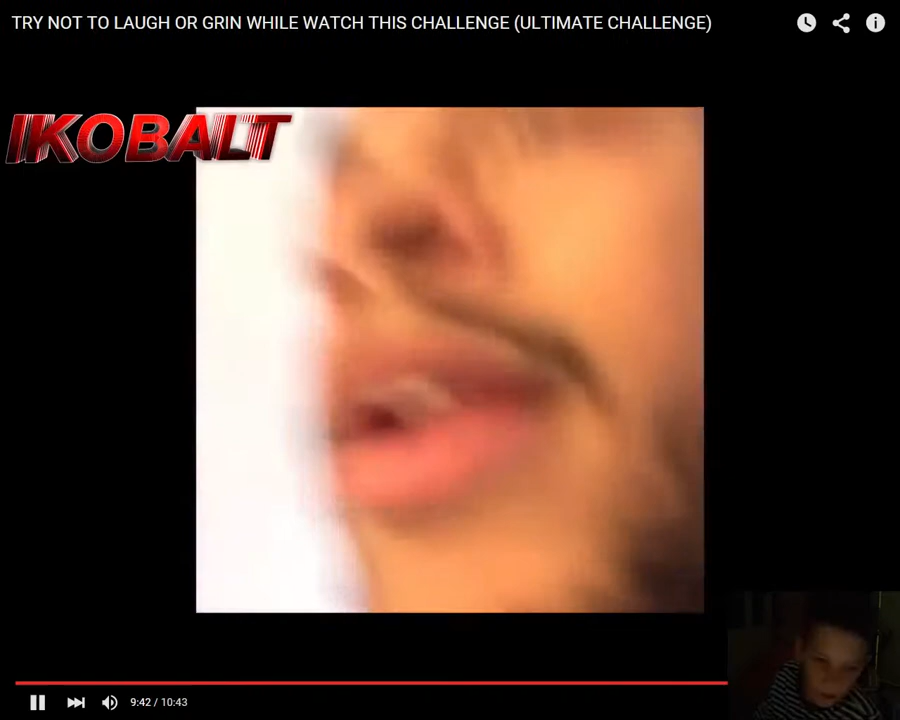 TRY NOT TO LAUGH OR GRIN WHILE WATCH THIS CHALLENGE (ULTIMATE CHALLENGE)
IKOBALT
9:42 / 10:43